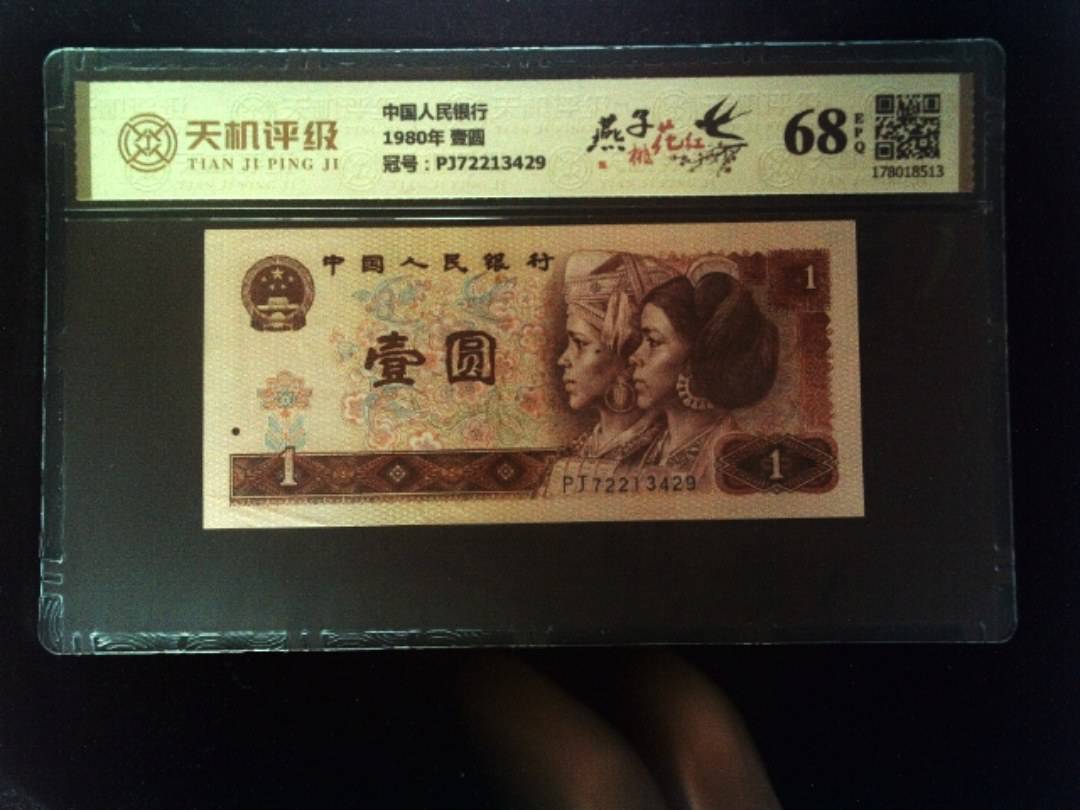 天机评级
TIAN JI PING JI
中国人民银行
1980年 壹圆
冠号：PJ72213429
燕子
桃花红
68
EPQ
178018513
中国人民银行
壹圆
1
1
1
PJ72213429